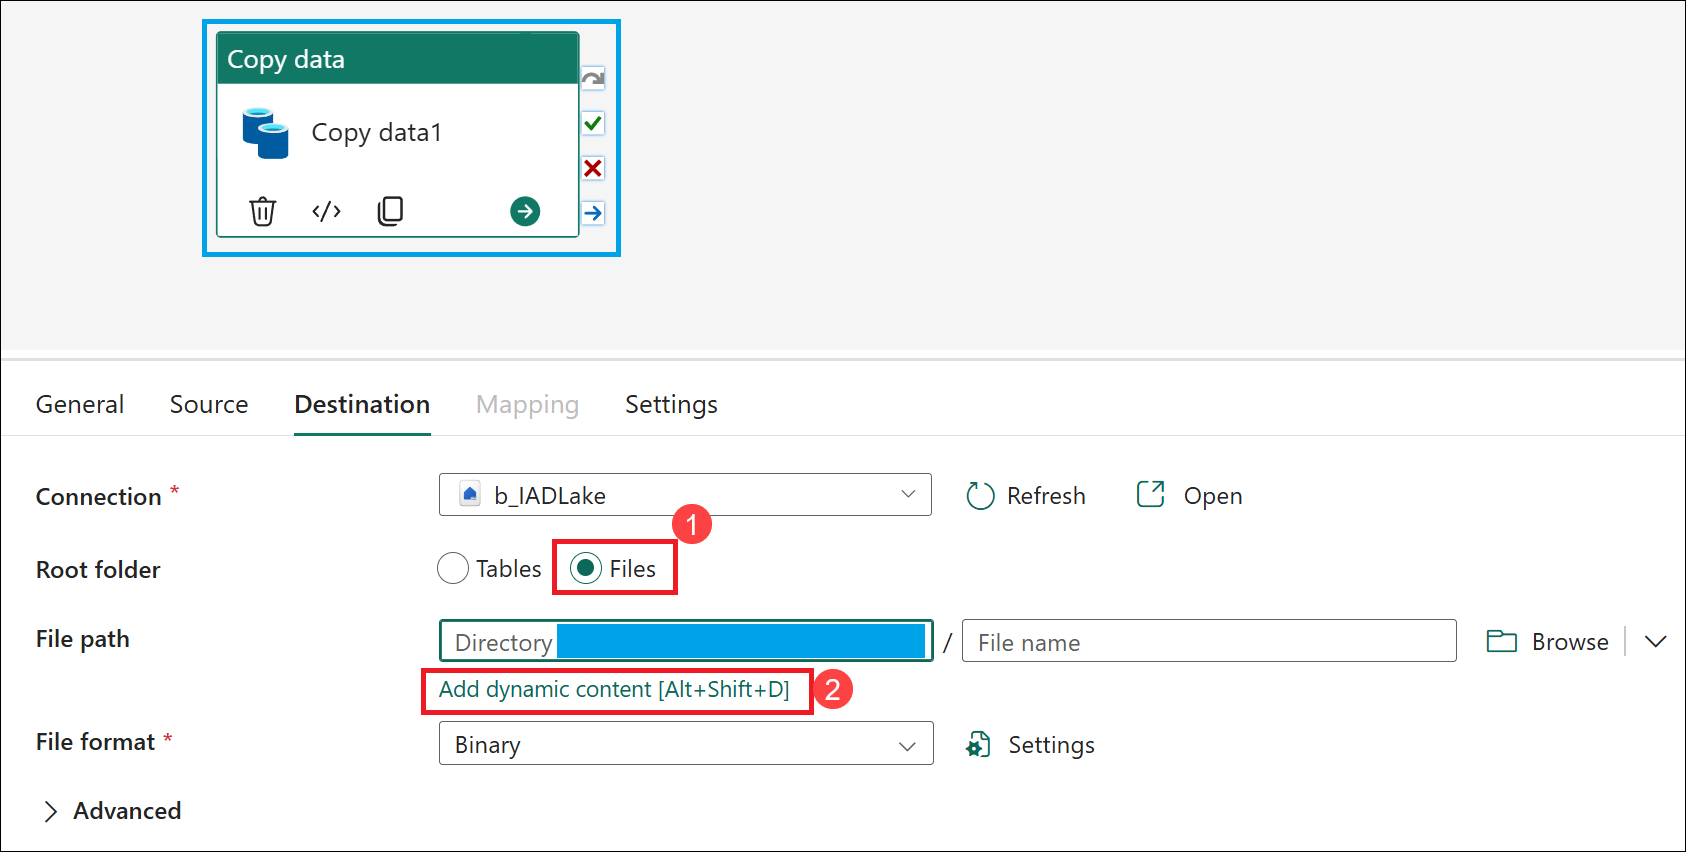 Copy data
Copy data1
General Source Destination Mapping Settings
Connection * b_IADLake Refresh Open
1
Root folder Tables Files
File path Directory / File name Browse
Add dynamic content [Alt+Shift+D] 2
File format * Binary Settings
Advanced